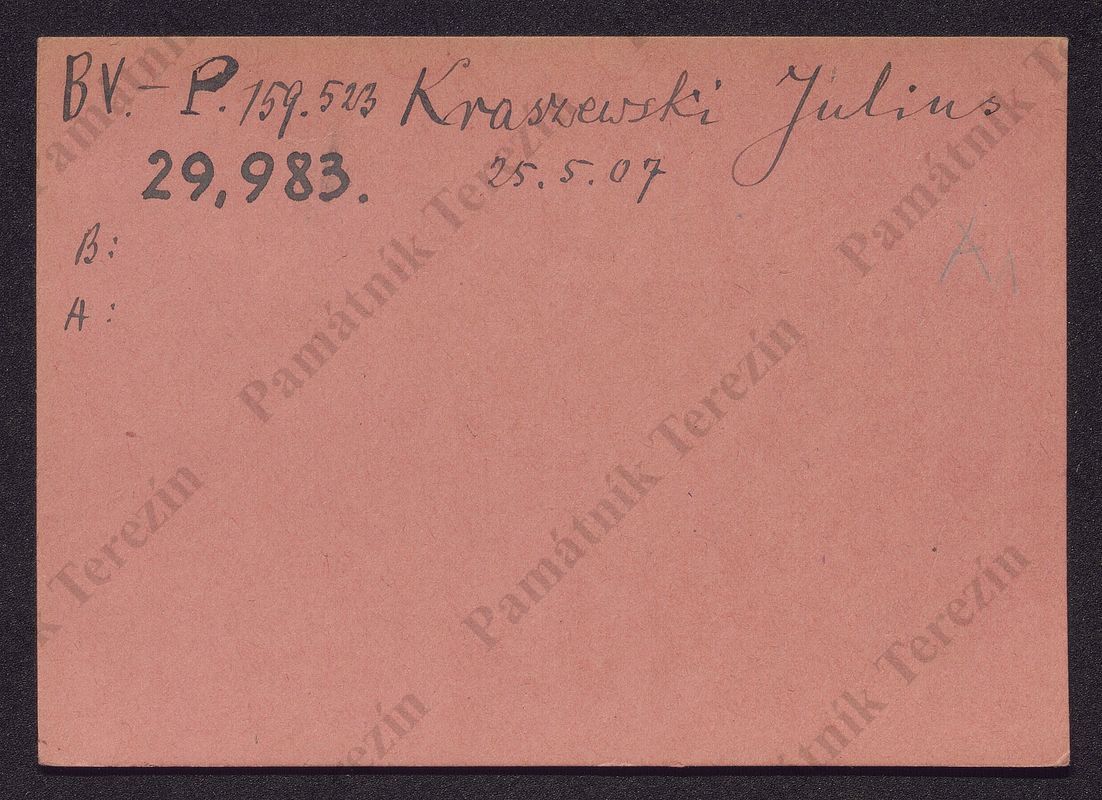 BV. - P. 159.523 Kraszewski Julius
29,983. 25.5.07
B:
A:
A1
Památník Terezín
Památník Terezín
Památník Terezín
Památník Terezín